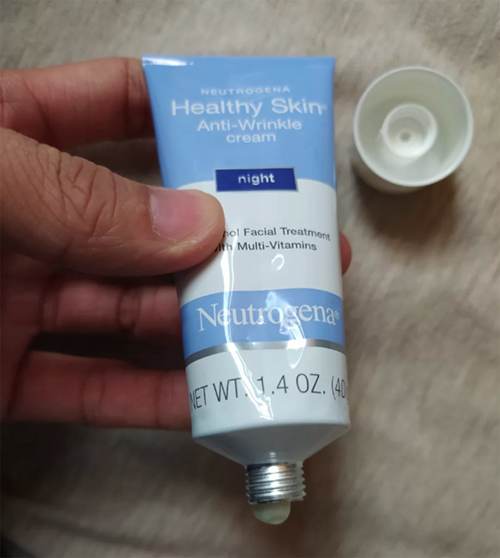 NEUTROGENA
Healthy Skin®
Anti-Wrinkle
cream
night
Facial Treatment
Multi-Vitamins
Neutrogena®
NET WT. 1.4 OZ.